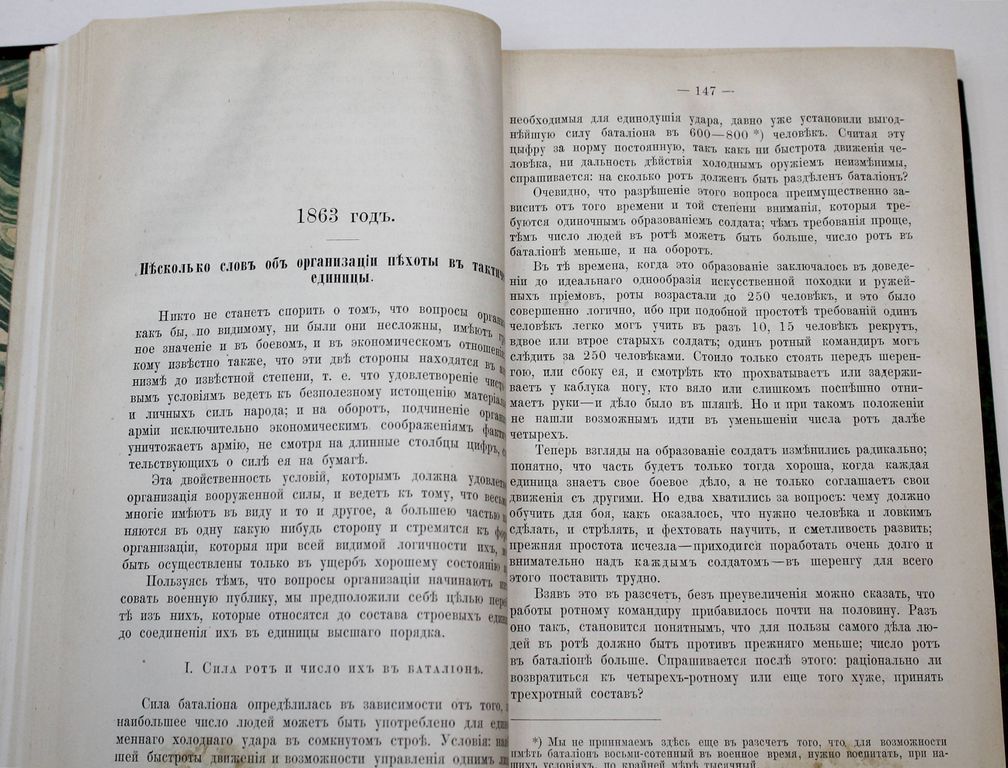 1863 годъ.
Нѣсколько словъ объ организаціи пѣхоты въ
единицы.
Никто не станетъ спорить о томъ, что вопросы
какъ бы, по видимому, ни были они несложны, имѣютъ
ное значеніе и въ боевомъ, и въ экономическомъ
кому извѣстно также, что эти двѣ стороны находятся въ
низмѣ до извѣстной степени, т. е. что удовлетвореніе
вымъ условіямъ ведетъ къ безполезному истощенію
и личныхъ силъ народа; и на оборотъ, подчиненіе
арміи исключительно экономическимъ соображеніямъ
уничтожаетъ армію, не смотря на длинные столбцы цифръ,
тельствующихъ о силѣ ея на бумагѣ.
Эта двойственность условій, которымъ должна
организація вооруженной силы, и ведетъ къ тому, что
многіе имѣютъ въ виду и то и другое, а большею частью
няются въ одну какую нибудь сторону и стремятся къ
организаціи, которыя при всей видимой логичности ихъ,
быть осуществлены только въ ущербъ хорошему состоянію
Пользуясь тѣмъ, что вопросы организаціи начинаютъ
совать военную публику, мы предположили себѣ цѣлью
тѣ изъ нихъ, которые относятся до состава строевыхъ
до соединенія ихъ въ единицы высшаго порядка.
I. Сила ротъ и число ихъ въ баталіонѣ.
Сила баталіона опредѣлилась въ зависимости отъ того,
наибольшее число людей можетъ быть употреблено для
меннаго холоднаго удара въ сомкнутомъ строѣ. Условія:
шей быстроты движенія и возможности управленія однимъ
— 147 —
необходимыя для единодушія удара, давно уже установили выгод-
нѣйшую силу баталіона въ 600—800 *) человѣкъ. Считая эту
цыфру за норму постоянную, такъ какъ ни быстрота движенія че-
ловѣка, ни дальность дѣйствія холоднымъ оружіемъ неизмѣнимы,
спрашивается: на сколько ротъ долженъ быть раздѣленъ баталіонъ?
Очевидно, что разрѣшеніе этого вопроса преимущественно за-
виситъ отъ того времени и той степени вниманія, которыя тре-
буются одиночнымъ образованіемъ солдата; чѣмъ требованія проще,
тѣмъ число людей въ ротѣ можетъ быть больше, число ротъ въ
баталіонѣ меньше, и на оборотъ.
Въ тѣ времена, когда это образованіе заключалось въ доведе-
ніи до идеальнаго однообразія искусственной походки и ружей-
ныхъ пріемовъ, роты возрастали до 250 человѣкъ, и это было
совершенно логично, ибо при подобной простотѣ требованій одинъ
человѣкъ легко могъ учить въ разъ 10, 15 человѣкъ рекрутъ,
вдвое или втрое старыхъ солдатъ; одинъ ротный командиръ могъ
слѣдить за 250 человѣками. Стоило только стоять передъ шерен-
гою, или сбоку ея, и смотрѣть кто прохватываетъ или задержи-
ваетъ у каблука ногу, кто вяло или слишкомъ поспѣшно отни-
маетъ руки—и дѣло было въ шляпѣ. Но и при такомъ положеніи
не нашли возможнымъ идти въ уменьшеніи числа ротъ далѣе
четырехъ.
Теперь взгляды на образованіе солдатъ измѣнились радикально;
понятно, что часть будетъ только тогда хороша, когда каждая
единица знаетъ свое боевое дѣло, а не только соглашаетъ свои
движенія съ другими. Но едва хватились за вопросъ: чему должно
обучить для боя, какъ оказалось, что нужно человѣка и ловкимъ
сдѣлать, и стрѣлять, и фехтовать научить, и сметливость развить;
прежняя простота исчезла—приходится поработать очень долго и
внимательно надъ каждымъ солдатомъ—въ шеренгу для всего
этого поставить трудно.
Взявъ это въ разсчетъ, безъ преувеличенія можно сказать, что
работы ротному командиру прибавилось почти на половину. Разъ
оно такъ, становится понятнымъ, что для пользы самого дѣла лю-
дей въ ротѣ должно быть противъ прежняго меньше; число ротъ
въ баталіонѣ больше. Спрашивается послѣ этого: раціонально ли
возвратиться къ четырехъ-ротному или еще того хуже, принять
трехротный составъ?
*) Мы не принимаемъ здѣсь еще въ разсчетъ того, что для возможности
имѣть баталіонъ восьми-сотенный въ военное время, нужно воспитать, при на-
шихъ условіяхъ, по крайней мѣрѣ тысячный